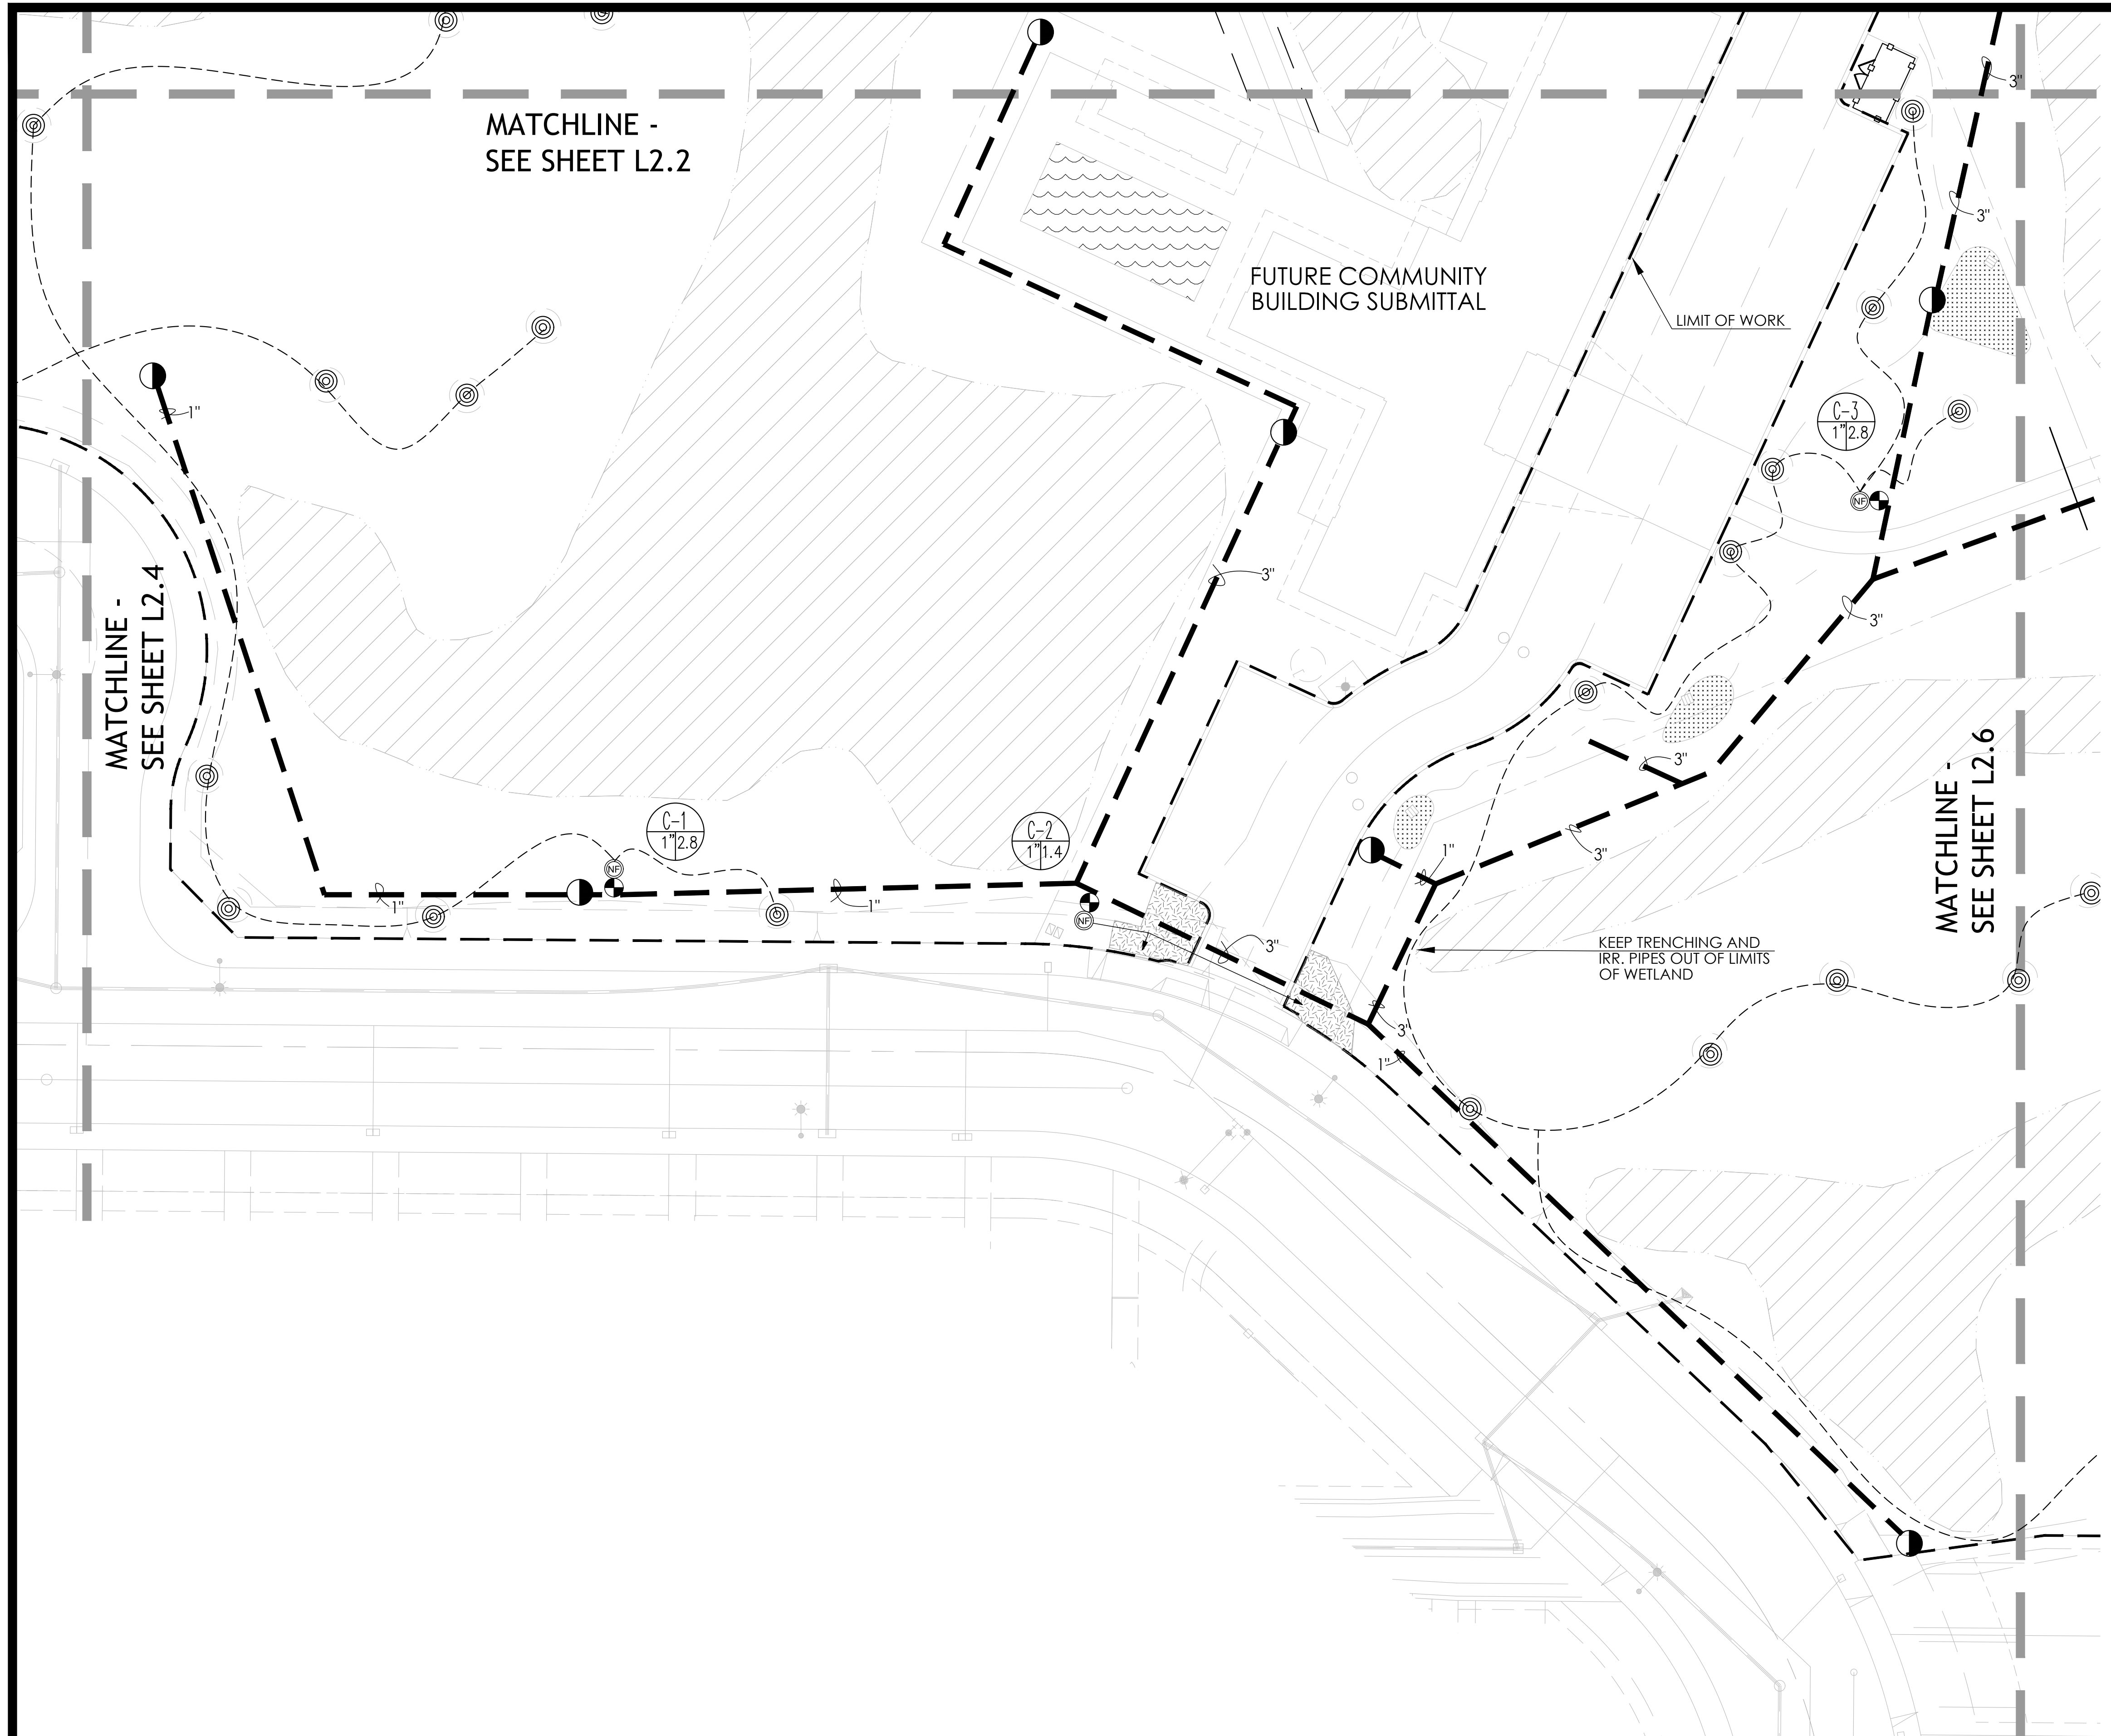 MATCHLINE -
SEE SHEET L2.2
3"
3"
FUTURE COMMUNITY
BUILDING SUBMITTAL
LIMIT OF WORK
1"
C-3
1" 2.8
NF
3"
3"
MATCHLINE -
SEE SHEET L2.4
MATCHLINE -
SEE SHEET L2.6
3"
C-1
1" 2.8
NF
C-2
1" 1.4
NF
1"
3"
1"
1"
3"
KEEP TRENCHING AND
IRR. PIPES OUT OF LIMITS
OF WETLAND
3"
1"